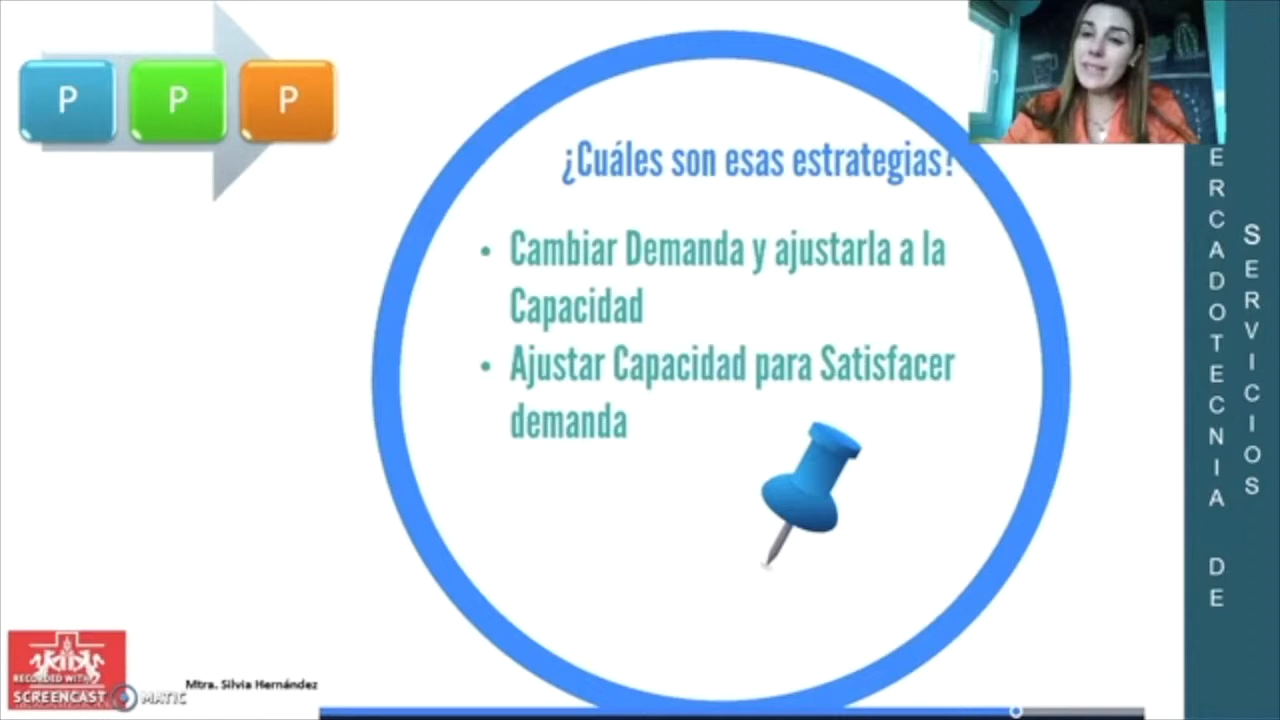 P P P
¿Cuáles son esas estrategias?
• Cambiar Demanda y ajustarla a la
Capacidad
• Ajustar Capacidad para Satisfacer
demanda
ERCADOTECNIA DE
SERVICIOS
RECORDED WITH
SCREENCAST MATIC
Mtra. Silvia Hernández